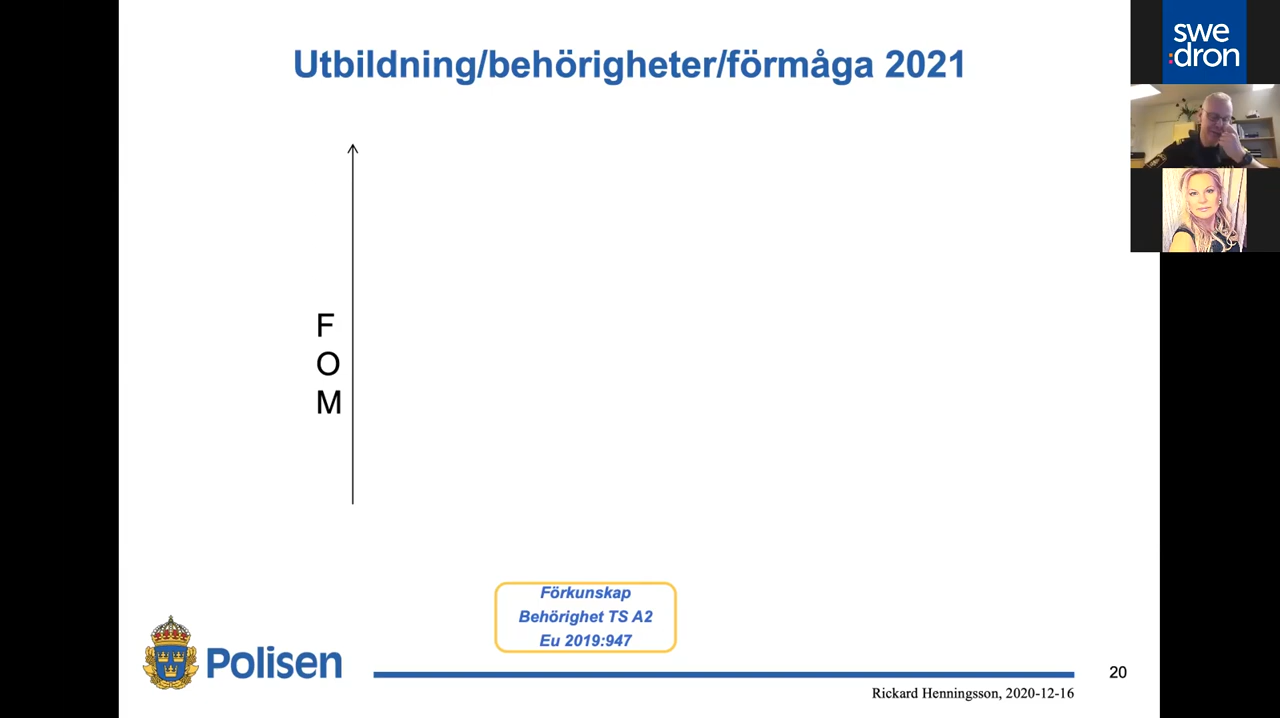 Utbildning/behörigheter/förmåga 2021
swe
:dron
F
O
M
Förkunskap
Behörighet TS A2
Eu 2019:947
Polisen
20
Rickard Henningsson, 2020-12-16